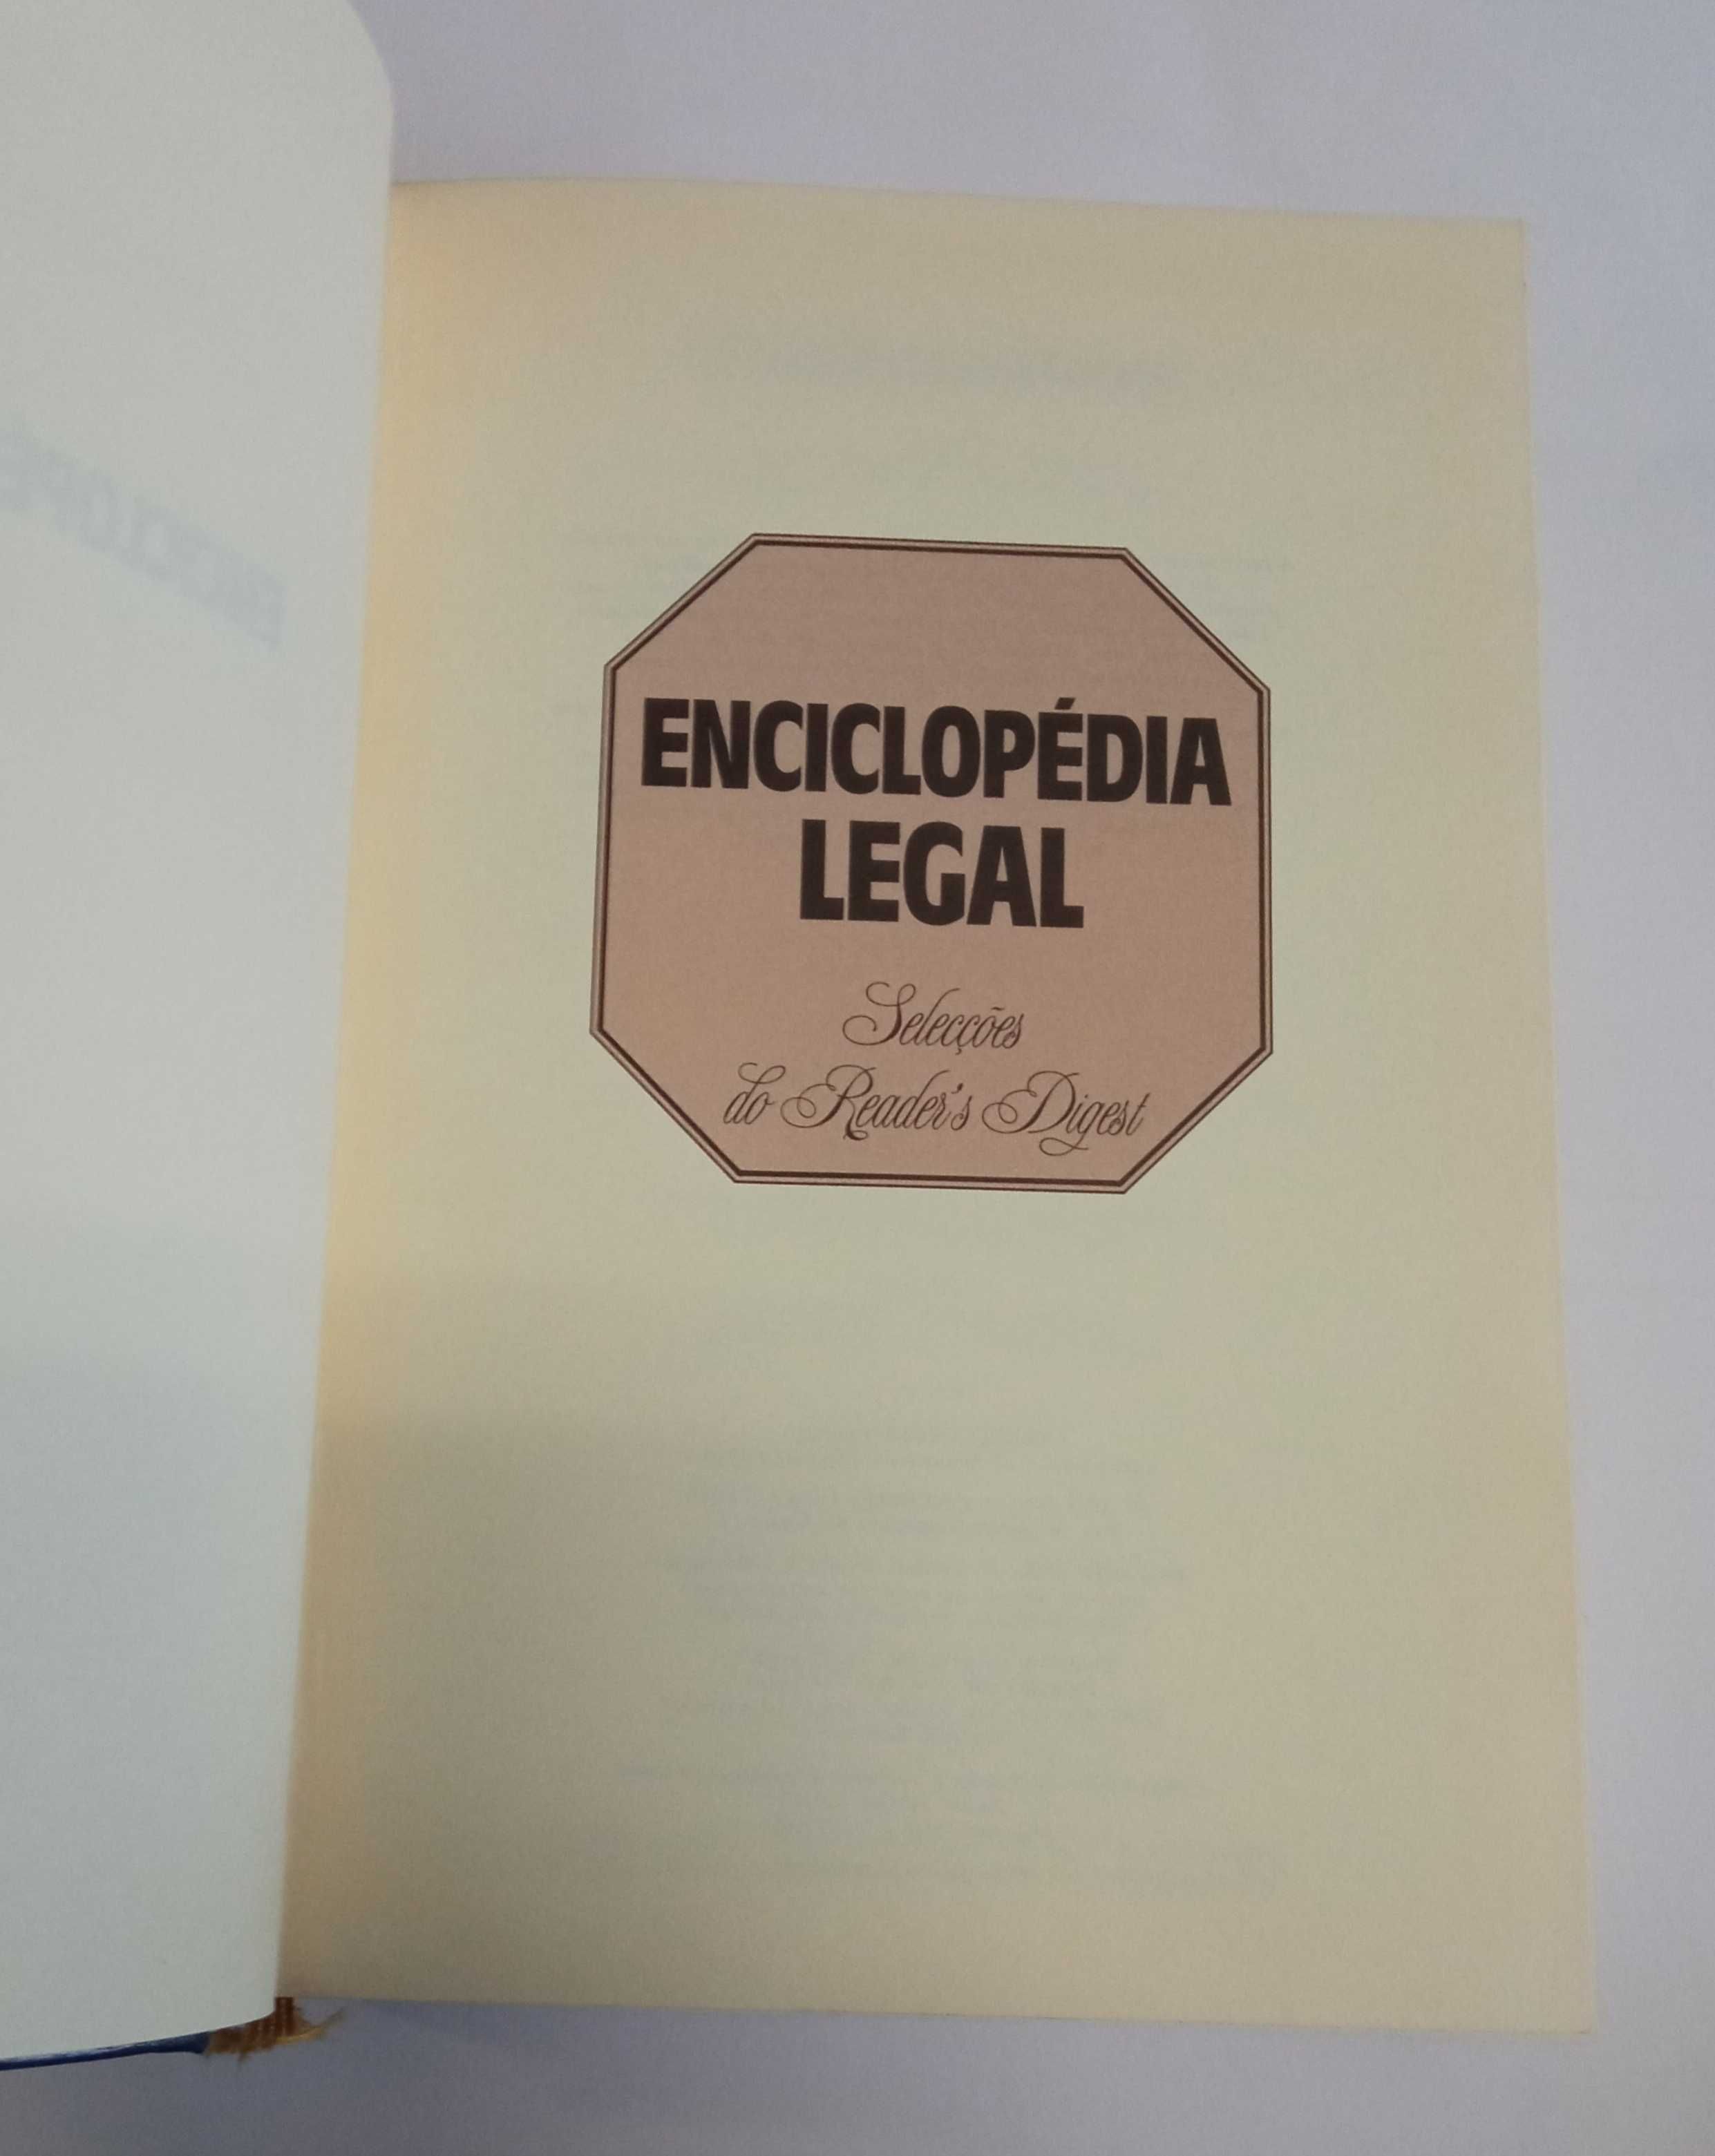 ENCICLOPÉDIA
LEGAL
Selecções
do Reader's Digest